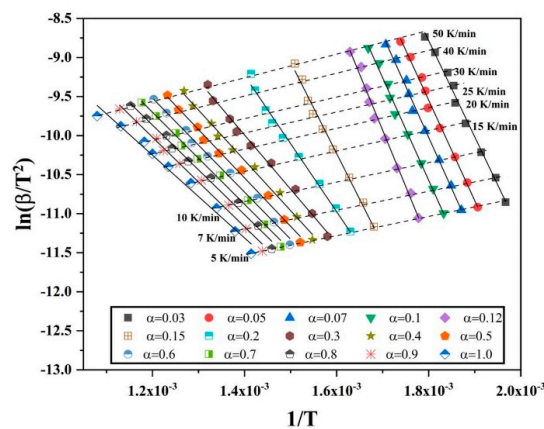 -8.5
-9.0
-9.5
-10.0
-10.5
-11.0
-11.5
-12.0
-12.5
-13.0
ln(β/T²)
50 K/min
40 K/min
30 K/min
25 K/min
20 K/min
15 K/min
10 K/min
7 K/min
5 K/min
α=0.03 α=0.05 α=0.07 α=0.1 α=0.12
α=0.15 α=0.2 α=0.3 α=0.4 α=0.5
α=0.6 α=0.7 α=0.8 α=0.9 α=1.0
1.2x10⁻³ 1.4x10⁻³ 1.6x10⁻³ 1.8x10⁻³ 2.0x10⁻³
1/T